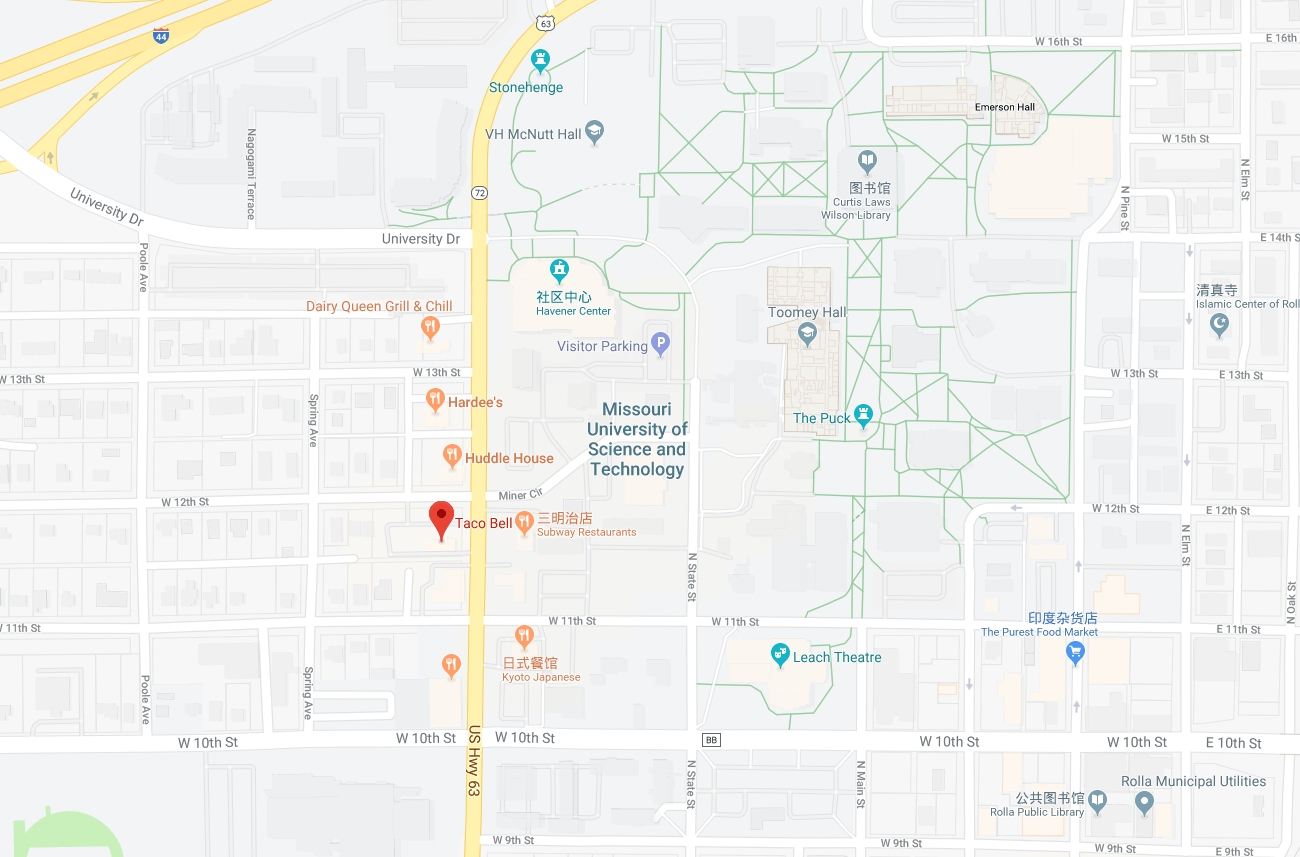 63
44
W 16th St
E 16th
Stonehenge
Emerson Hall
VH McNutt Hall
W 15th St
Nagogami Terrace
N Elm St
图书馆
Curtis Laws
Wilson Library
72
N Pine St
University Dr
University Dr
E 14th S
Poole Ave
社区中心
Havener Center
清真寺
Islamic Center of Roll
Dairy Queen Grill & Chill
Toomey Hall
Visitor Parking
P
W 13th St
W 13th St
W 13th St
E 13th St
Hardee's
Spring Ave
Missouri
University of
Science and
Technology
The Puck
Huddle House
W 12th St
Miner Cir
W 12th St
E 12th St
Taco Bell
三明治店
Subway Restaurants
N Elm St
N State St
N Oak St
W 11th St
W 11th St
W 11th St
E 11th St
印度杂货店
The Purest Food Market
日式餐馆
Kyoto Japanese
Leach Theatre
Spring Ave
Poole Ave
US Hwy 63
W 10th St
W 10th St
W 10th St
BB
W 10th St
W 10th St
E 10th St
N State St
N Main St
Rolla Municipal Utilities
公共图书馆
Rolla Public Library
W 9th St
W 9th St
E 9th St